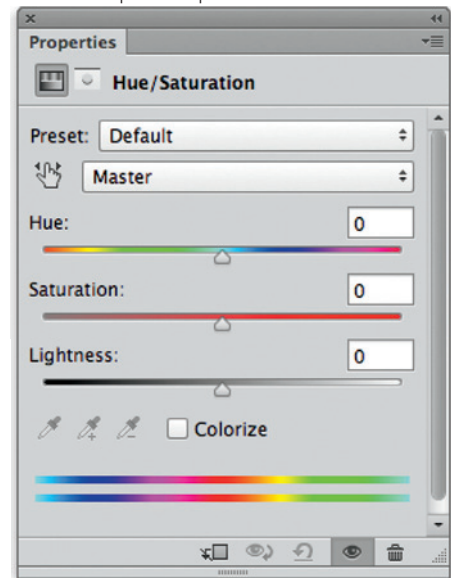 Properties
Hue/Saturation
Preset: Default
Master
Hue: 0
Saturation: 0
Lightness: 0
Colorize